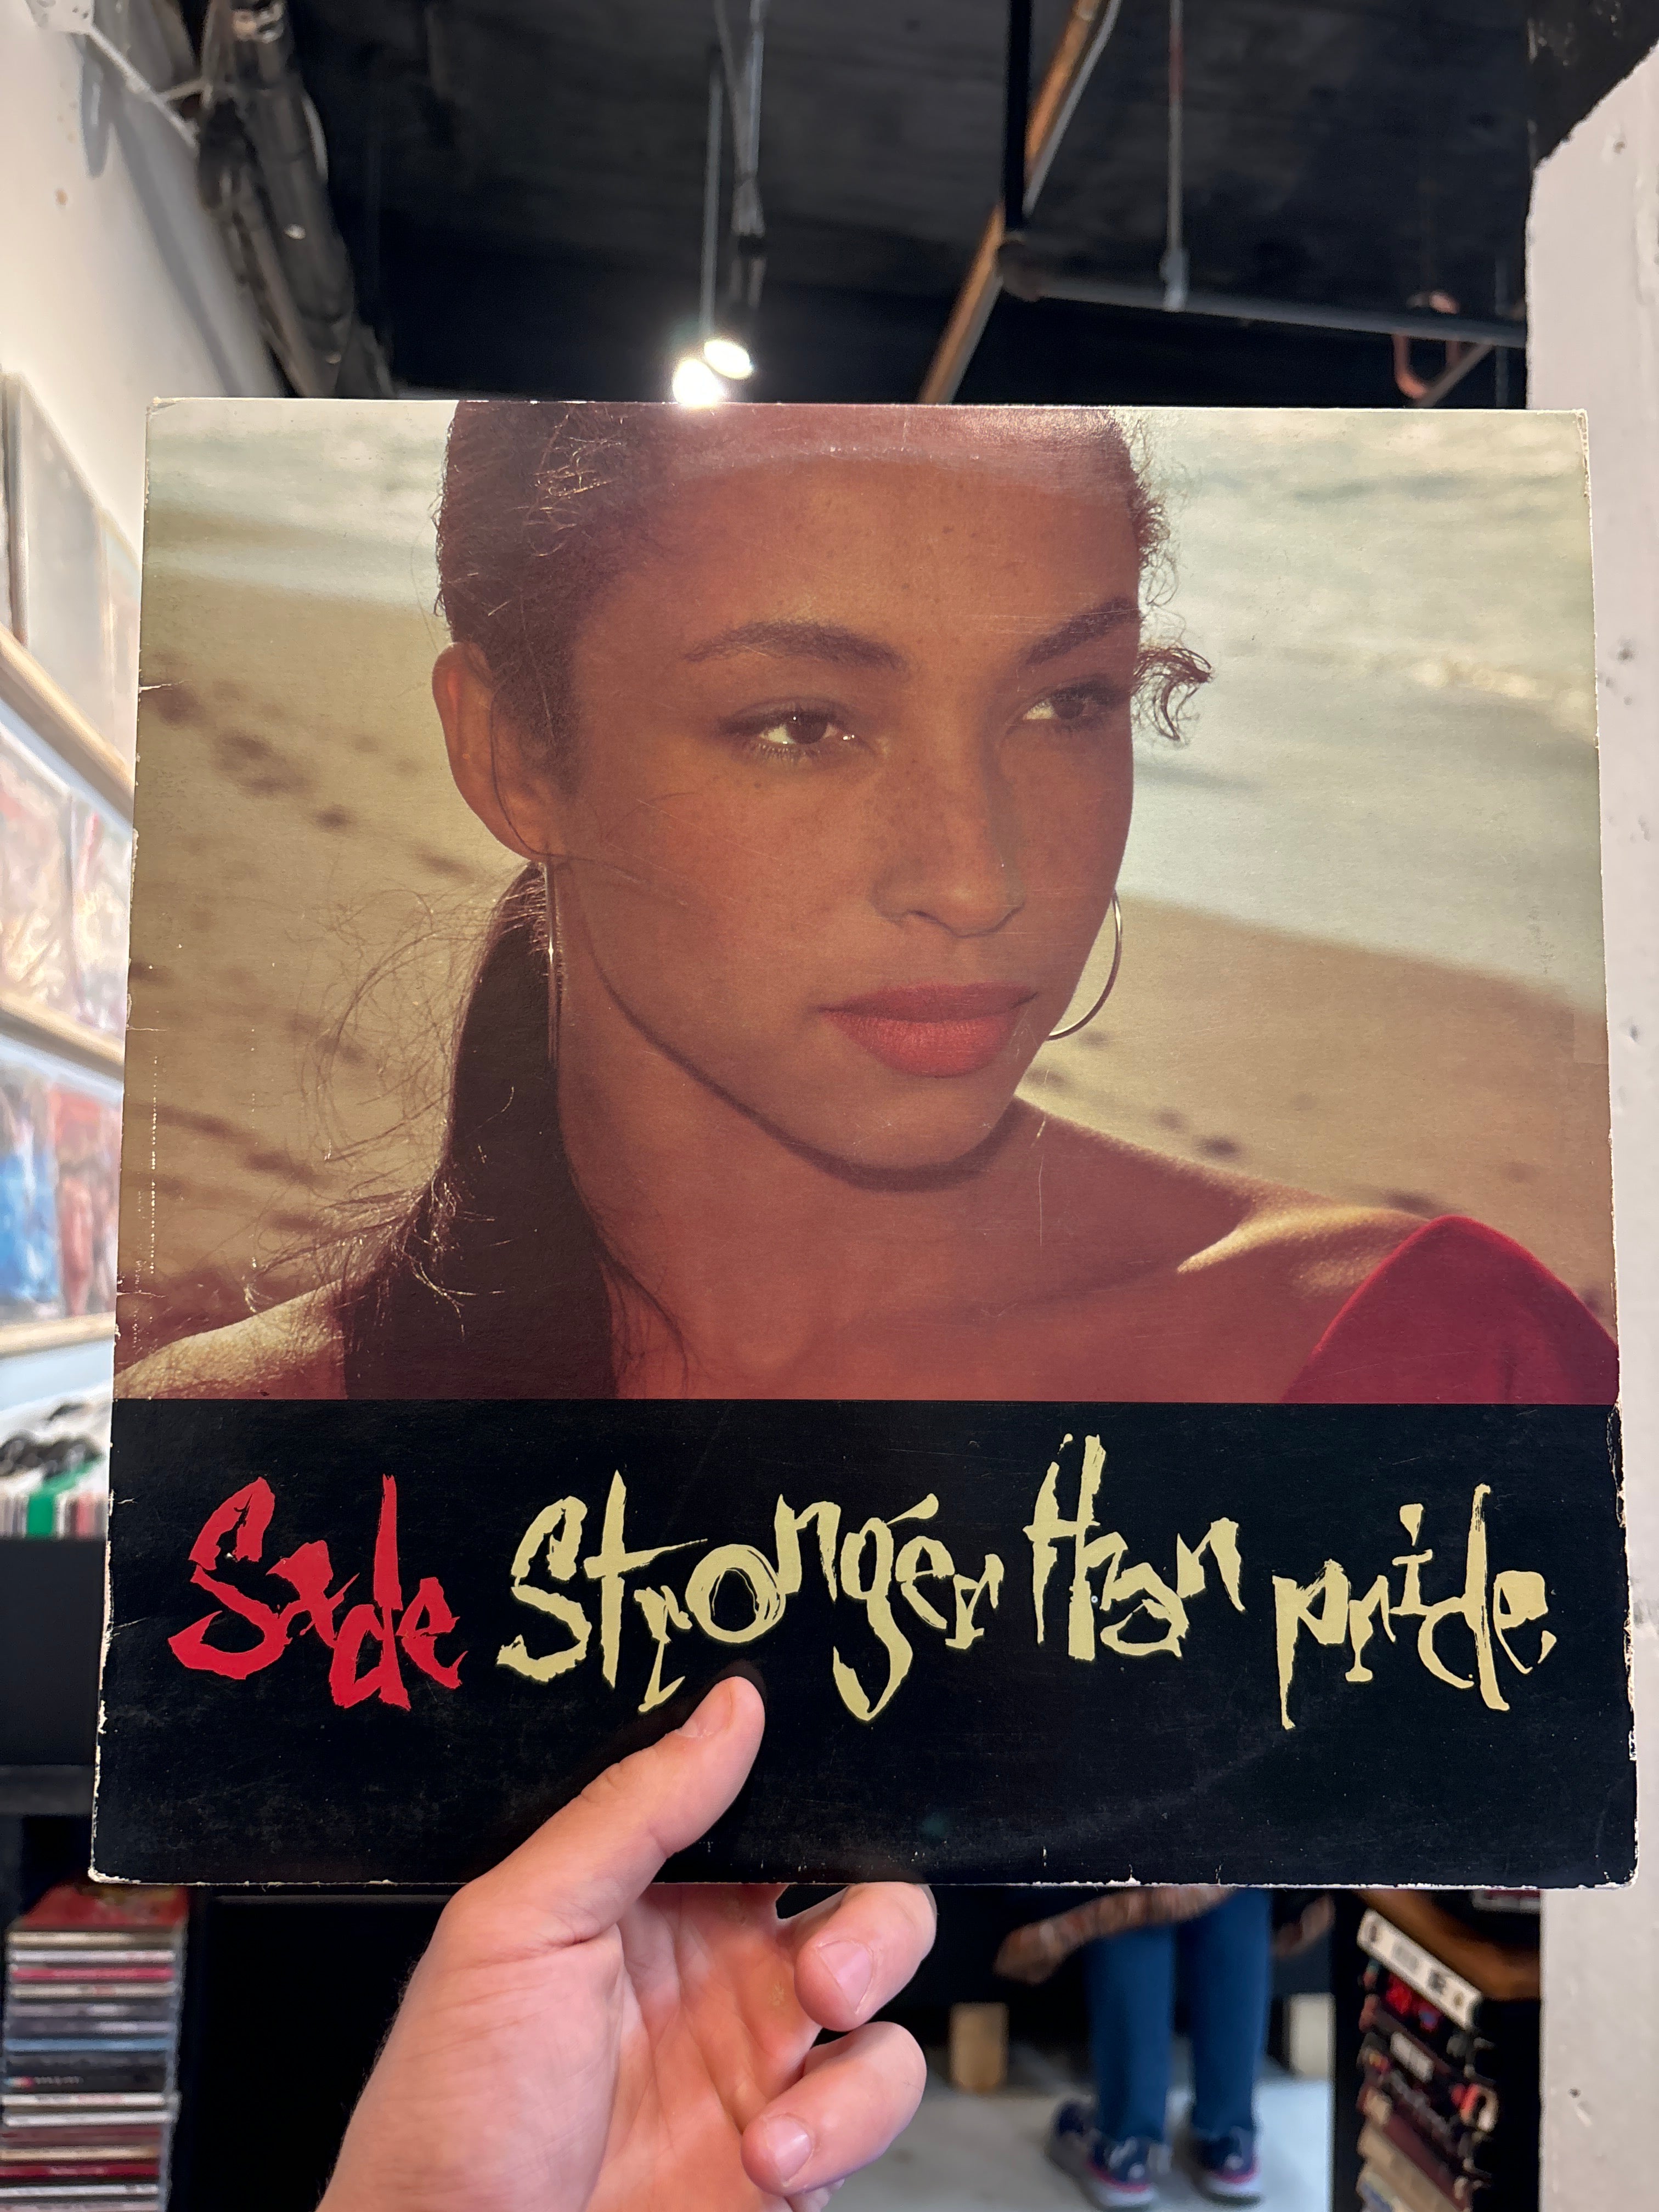 Sade Stronger than pride